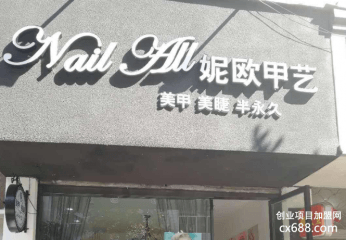 Nail All 妮欧甲艺
美甲 美睫 半永久
创业项目加盟网
cx688.com